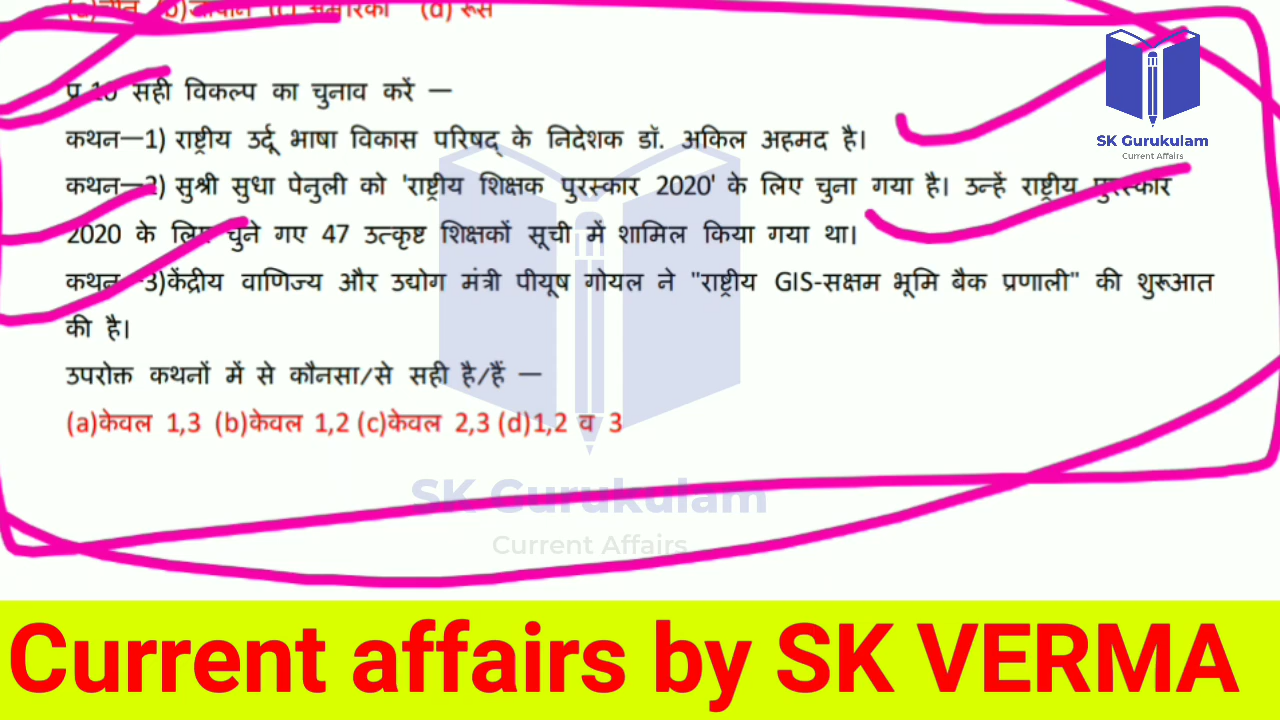 (d) रूस
SK Gurukulam
Current Affairs
प्र 10 सही विकल्प का चुनाव करें —
कथन—1) राष्ट्रीय उर्दू भाषा विकास परिषद् के निदेशक डॉ. अकिल अहमद है।
कथन—2) सुश्री सुधा पेनुली को 'राष्ट्रीय शिक्षक पुरस्कार 2020' के लिए चुना गया है। उन्हें राष्ट्रीय पुरस्कार
2020 के लिए चुने गए 47 उत्कृष्ट शिक्षकों सूची में शामिल किया गया था।
कथन—3)केंद्रीय वाणिज्य और उद्योग मंत्री पीयूष गोयल ने "राष्ट्रीय GIS-सक्षम भूमि बैक प्रणाली" की शुरूआत
की है।
उपरोक्त कथनों में से कौनसा/से सही है/हैं —
(a)केवल 1,3 (b)केवल 1,2 (c)केवल 2,3 (d)1,2 व 3
SK Gurukulam
Current Affairs
Current affairs by SK VERMA